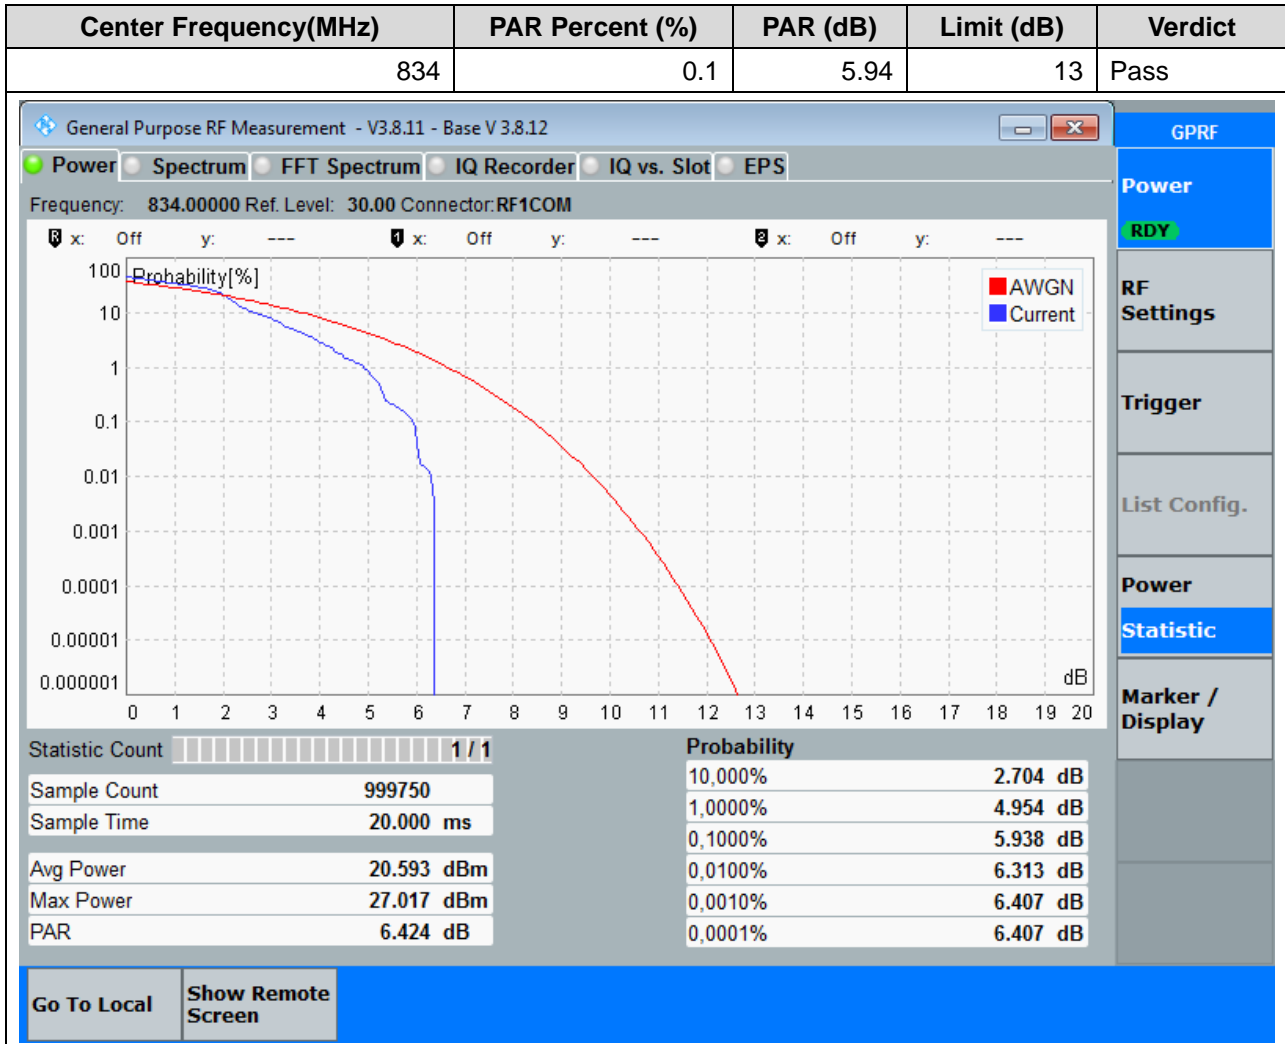 Center Frequency(MHz) PAR Percent (%) PAR (dB) Limit (dB) Verdict
834 0.1 5.94 13 Pass
General Purpose RF Measurement - V3.8.11 - Base V 3.8.12
GPRF
Power Spectrum FFT Spectrum IQ Recorder IQ vs. Slot EPS
Frequency: 834.00000 Ref. Level: 30.00 Connector: RF1COM
R x: Off y: --- 1 x: Off y: --- 2 x: Off y: ---
Probability[%]
AWGN
Current
100
10
1
0.1
0.01
0.001
0.0001
0.00001
0.000001
dB
0 1 2 3 4 5 6 7 8 9 10 11 12 13 14 15 16 17 18 19 20
Statistic Count 1 / 1
Sample Count 999750
Sample Time 20.000 ms
Avg Power 20.593 dBm
Max Power 27.017 dBm
PAR 6.424 dB
Probability
10,000% 2.704 dB
1,0000% 4.954 dB
0,1000% 5.938 dB
0,0100% 6.313 dB
0,0010% 6.407 dB
0,0001% 6.407 dB
Power
RDY
RF
Settings
Trigger
List Config.
Power
Statistic
Marker /
Display
Go To Local
Show Remote
Screen